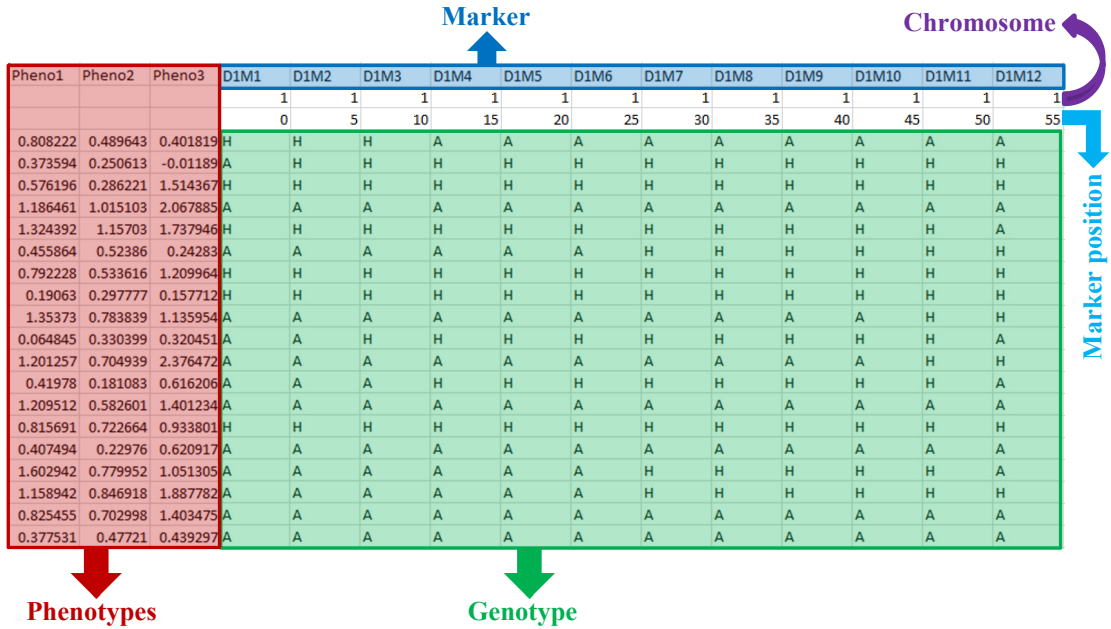 Marker
Chromosome
Pheno1 Pheno2 Pheno3 D1M1 D1M2 D1M3 D1M4 D1M5 D1M6 D1M7 D1M8 D1M9 D1M10 D1M11 D1M12
1 1 1 1 1 1 1 1 1 1 1 1
0 5 10 15 20 25 30 35 40 45 50 55
0.808222 0.489643 0.401819 H H H A A A A A A A A A
0.373594 0.250613 -0.01189 A H H H H H H H H H H H
0.576196 0.286221 1.514367 H H H H H H H H H H H H
1.186461 1.015103 2.067885 A A A A A A A A A A A A
1.324392 1.15703 1.737946 H H H H H H H H H H H A
0.455864 0.52386 0.24283 A A A A A A H H H H H H
0.792228 0.533616 1.209964 H H H H H H H H H H H H
0.19063 0.297777 0.157712 H H H H H H H H H H H H
1.35373 0.783839 1.135954 A A A A A A A A A A H H
0.064845 0.330399 0.320451 A A H H H H H H H H H A
1.201257 0.704939 2.376472 A A A A A A A A A A H H
0.41978 0.181083 0.616206 A A A H H H H H H H H A
1.209512 0.582601 1.401234 A A A A A A A A A A A A
0.815691 0.722664 0.933801 H H H H H H H H H H H H
0.407494 0.22976 0.620917 A A A A A A A A A A A A
1.602942 0.779952 1.051305 A A A A A A H H H H H A
1.158942 0.846918 1.887782 A A A A A A H H H H H H
0.825455 0.702998 1.403475 A A A A A A A A A A A A
0.377531 0.47721 0.439297 A A A A A A A A A A A A
Marker position
Phenotypes
Genotype